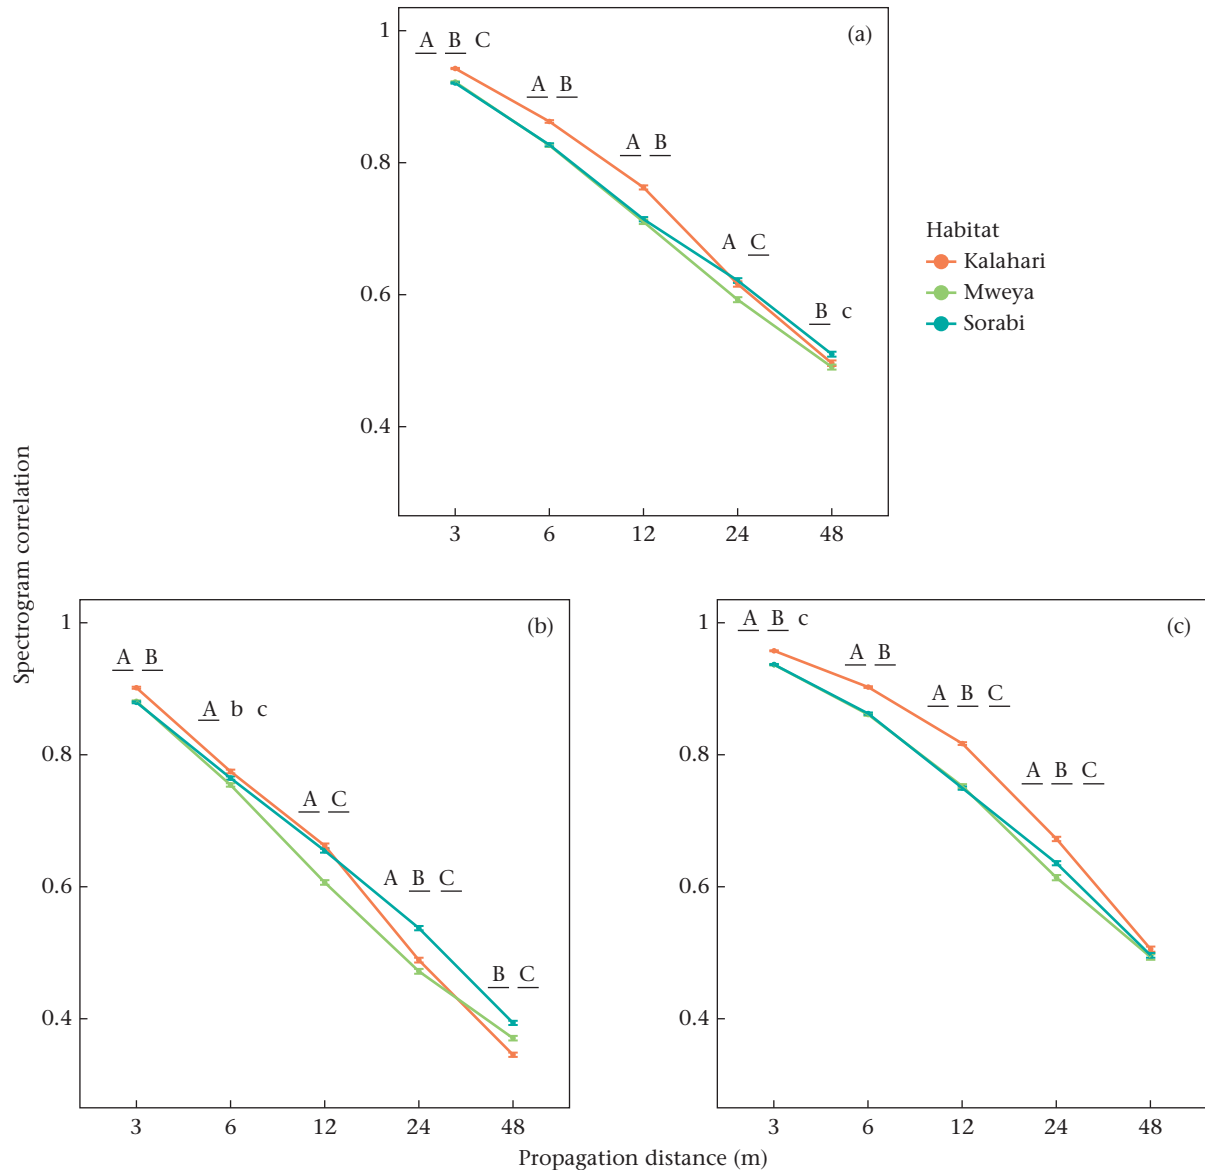 1
(a)
A B C
A B
0.8
A B
A C
0.6
B c
0.4
3 6 12 24 48
Habitat
Kalahari
Mweya
Sorabi
Spectrogram correlation
1
(b)
A B
A b c
0.8
A C
0.6
A B C
B C
0.4
3 6 12 24 48
1
(c)
A B c
A B
A B C
0.8
A B C
0.6
0.4
3 6 12 24 48
Propagation distance (m)